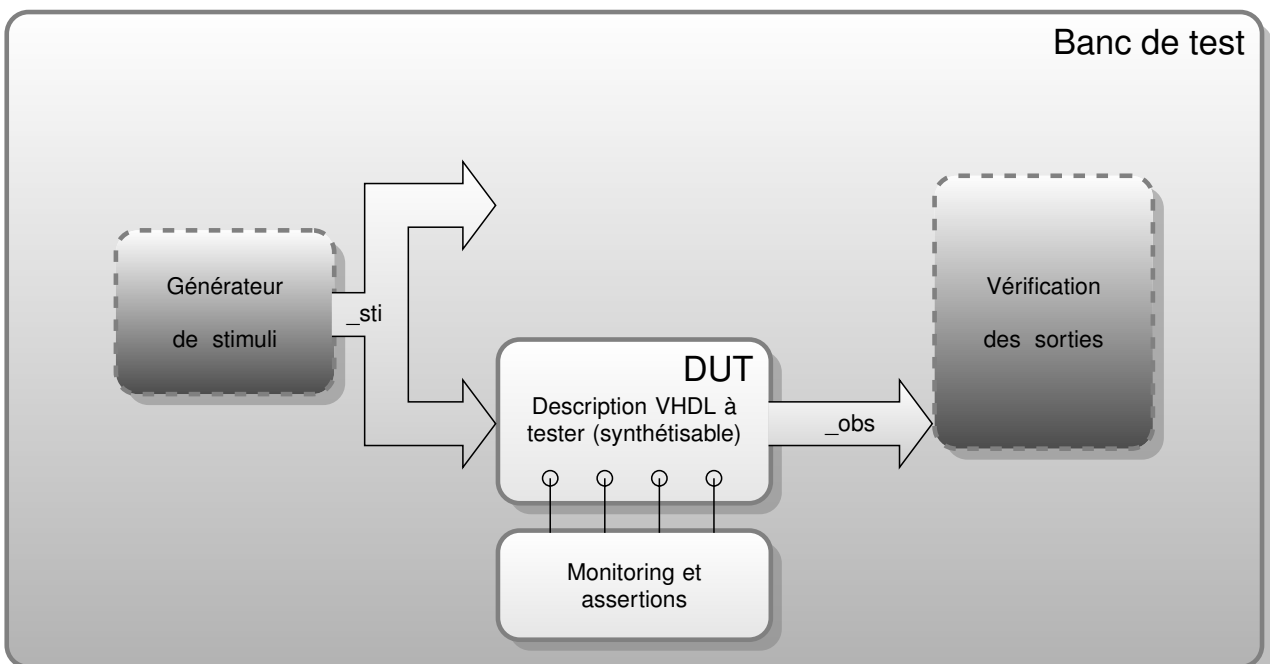 Banc de test
Générateur
de stimuli
_sti
DUT
Description VHDL à
tester (synthétisable)
_obs
Vérification
des sorties
Monitoring et
assertions